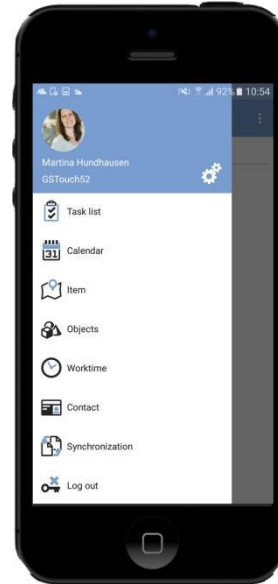 92% 10:54
Martina Hundhausen
GSTouch52
Task list
31
Calendar
Item
Objects
Worktime
Contact
Synchronization
Log out